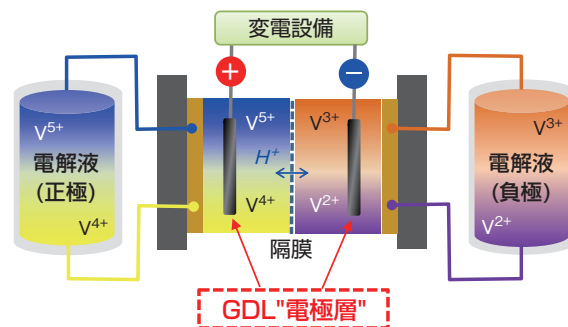 変電設備
+
−
V5+
電解液
(正極)
V4+
V5+
H+
V4+
V3+
V2+
隔膜
V3+
電解液
(負極)
V2+
GDL"電極層"